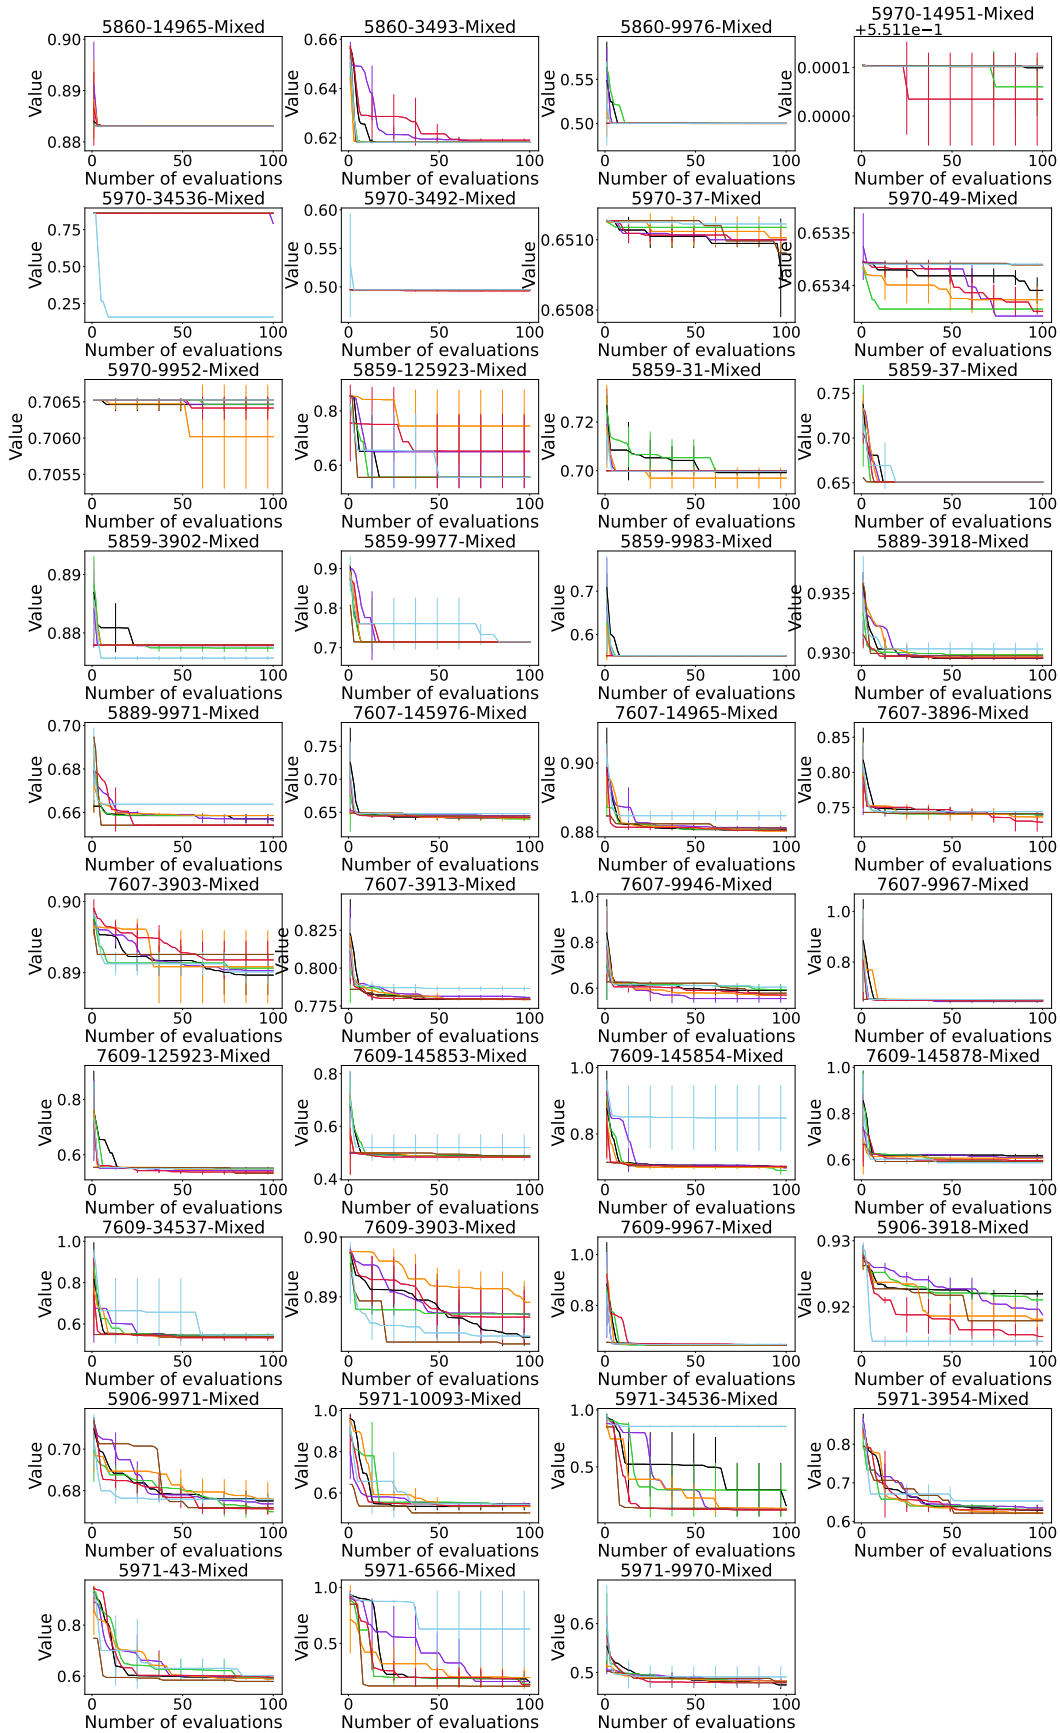 5860-14965-Mixed
0.90
0.89
0.88
Value
0 50 100
Number of evaluations
5860-3493-Mixed
0.66
0.64
0.62
Value
0 50 100
Number of evaluations
5860-9976-Mixed
0.55
0.50
Value
0 50 100
Number of evaluations
5970-14951-Mixed
+5.511e−1
0.0001
0.0000
Value
0 50 100
Number of evaluations
5970-34536-Mixed
0.75
0.50
0.25
Value
0 50 100
Number of evaluations
5970-3492-Mixed
0.60
0.55
0.50
Value
0 50 100
Number of evaluations
5970-37-Mixed
0.6510
0.6508
Value
0 50 100
Number of evaluations
5970-49-Mixed
0.6535
0.6534
Value
0 50 100
Number of evaluations
5970-9952-Mixed
0.7065
0.7060
0.7055
Value
0 50 100
Number of evaluations
5859-125923-Mixed
0.8
0.6
Value
0 50 100
Number of evaluations
5859-31-Mixed
0.72
0.70
Value
0 50 100
Number of evaluations
5859-37-Mixed
0.75
0.70
0.65
Value
0 50 100
Number of evaluations
5859-3902-Mixed
0.89
0.88
Value
0 50 100
Number of evaluations
5859-9977-Mixed
0.9
0.8
0.7
Value
0 50 100
Number of evaluations
5859-9983-Mixed
0.7
0.6
Value
0 50 100
Number of evaluations
5889-3918-Mixed
0.935
0.930
Value
0 50 100
Number of evaluations
5889-9971-Mixed
0.70
0.68
0.66
Value
0 50 100
Number of evaluations
7607-145976-Mixed
0.75
0.70
0.65
Value
0 50 100
Number of evaluations
7607-14965-Mixed
0.90
0.88
Value
0 50 100
Number of evaluations
7607-3896-Mixed
0.85
0.80
0.75
Value
0 50 100
Number of evaluations
7607-3903-Mixed
0.90
0.89
Value
0 50 100
Number of evaluations
7607-3913-Mixed
0.825
0.800
0.775
Value
0 50 100
Number of evaluations
7607-9946-Mixed
1.0
0.8
0.6
Value
0 50 100
Number of evaluations
7607-9967-Mixed
1.0
0.8
Value
0 50 100
Number of evaluations
7609-125923-Mixed
0.8
0.6
Value
0 50 100
Number of evaluations
7609-145853-Mixed
0.8
0.6
0.4
Value
0 50 100
Number of evaluations
7609-145854-Mixed
1.0
0.8
Value
0 50 100
Number of evaluations
7609-145878-Mixed
1.0
0.8
0.6
Value
0 50 100
Number of evaluations
7609-34537-Mixed
1.0
0.8
0.6
Value
0 50 100
Number of evaluations
7609-3903-Mixed
0.90
0.89
Value
0 50 100
Number of evaluations
7609-9967-Mixed
1.0
0.8
Value
0 50 100
Number of evaluations
5906-3918-Mixed
0.93
0.92
Value
0 50 100
Number of evaluations
5906-9971-Mixed
0.70
0.68
Value
0 50 100
Number of evaluations
5971-10093-Mixed
1.0
0.8
0.6
Value
0 50 100
Number of evaluations
5971-34536-Mixed
1.0
0.5
Value
0 50 100
Number of evaluations
5971-3954-Mixed
0.8
0.7
0.6
Value
0 50 100
Number of evaluations
5971-43-Mixed
0.8
0.6
Value
0 50 100
Number of evaluations
5971-6566-Mixed
1.0
0.5
Value
0 50 100
Number of evaluations
5971-9970-Mixed
0.6
0.5
Value
0 50 100
Number of evaluations